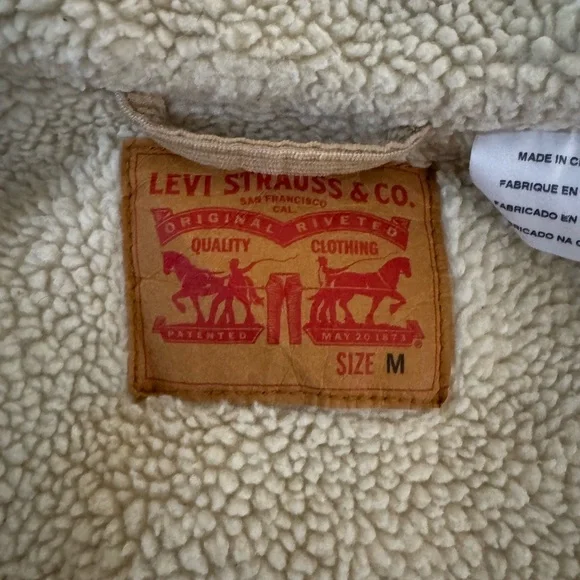 LEVI STRAUSS & CO.
SAN FRANCISCO
CAL.
ORIGINAL RIVETED
QUALITY CLOTHING
PATENTED MAY 20 1873
®
SIZE M
MADE IN
FABRIQUE EN
FABRICADO EN